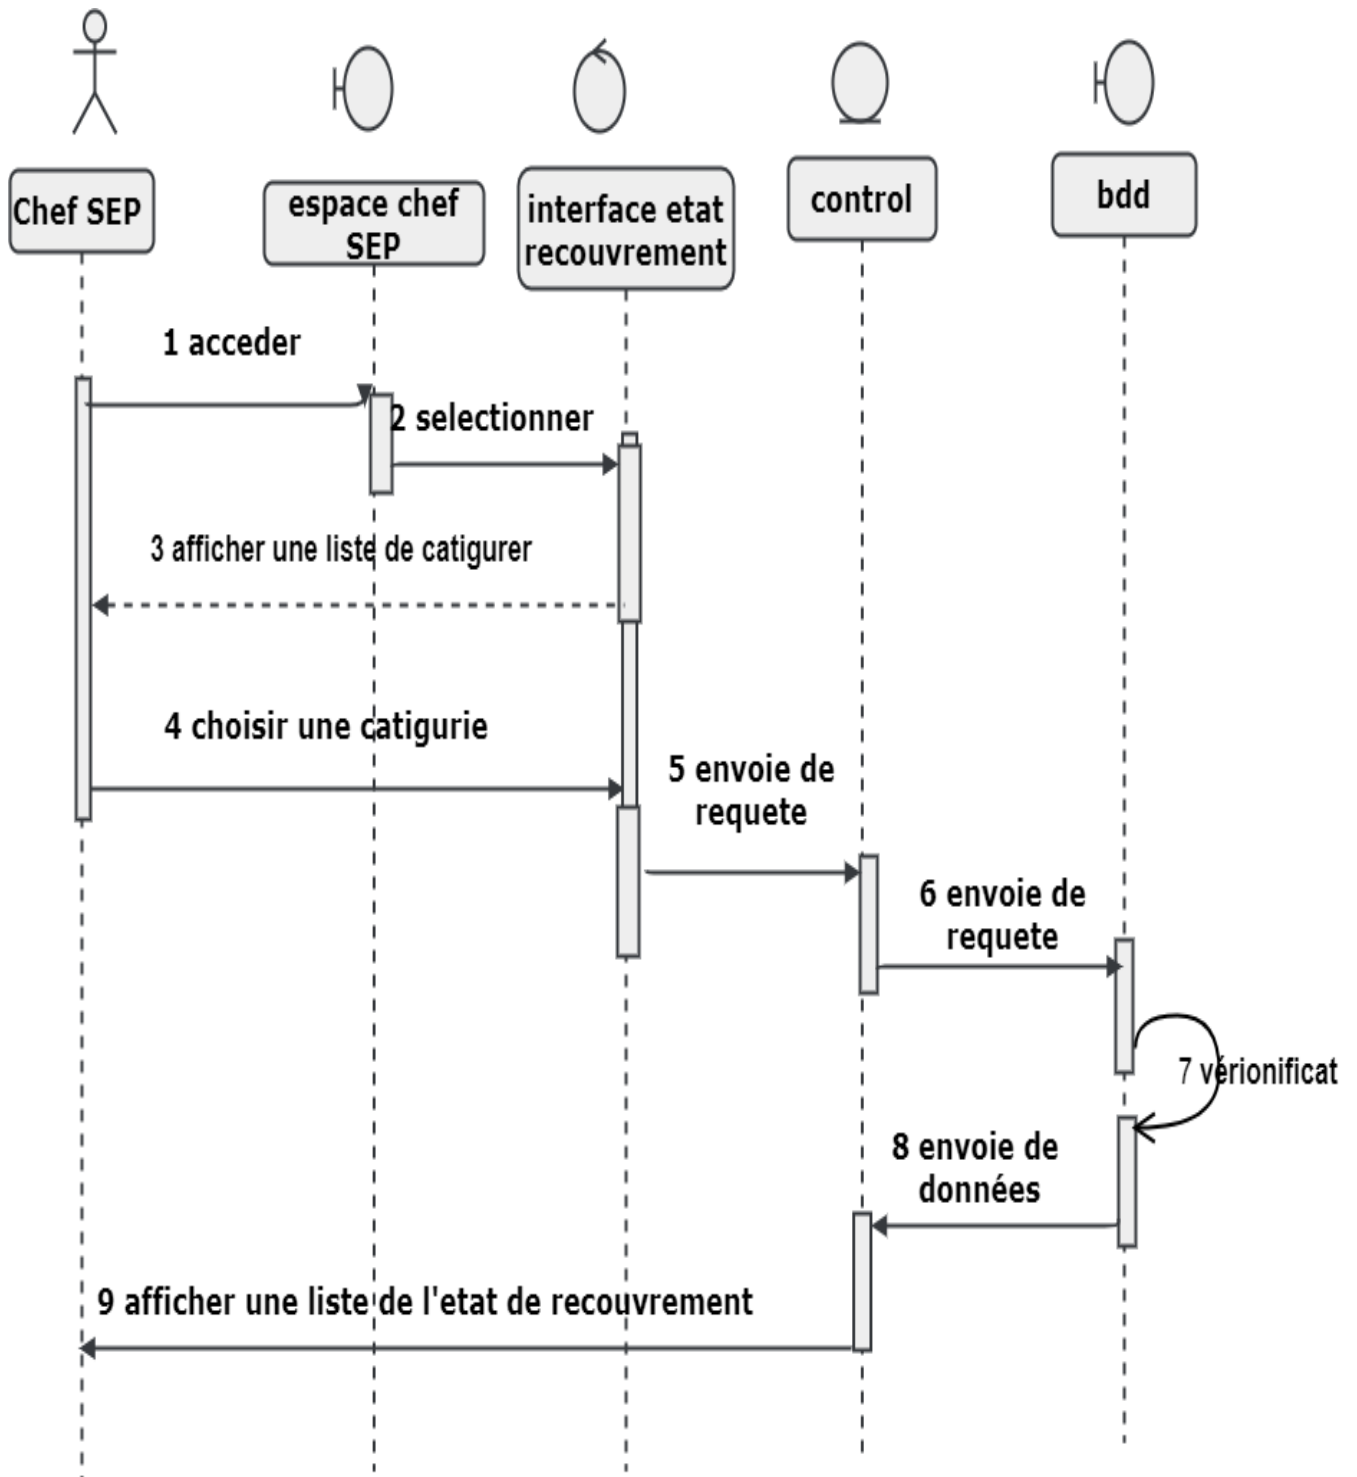 Chef SEP
espace chef
SEP
interface etat
recouvrement
control
bdd
1 acceder
2 selectionner
3 afficher une liste de catigurer
4 choisir une catigurie
5 envoie de
requete
6 envoie de
requete
7 vérionificat
8 envoie de
données
9 afficher une liste de l'etat de recouvrement